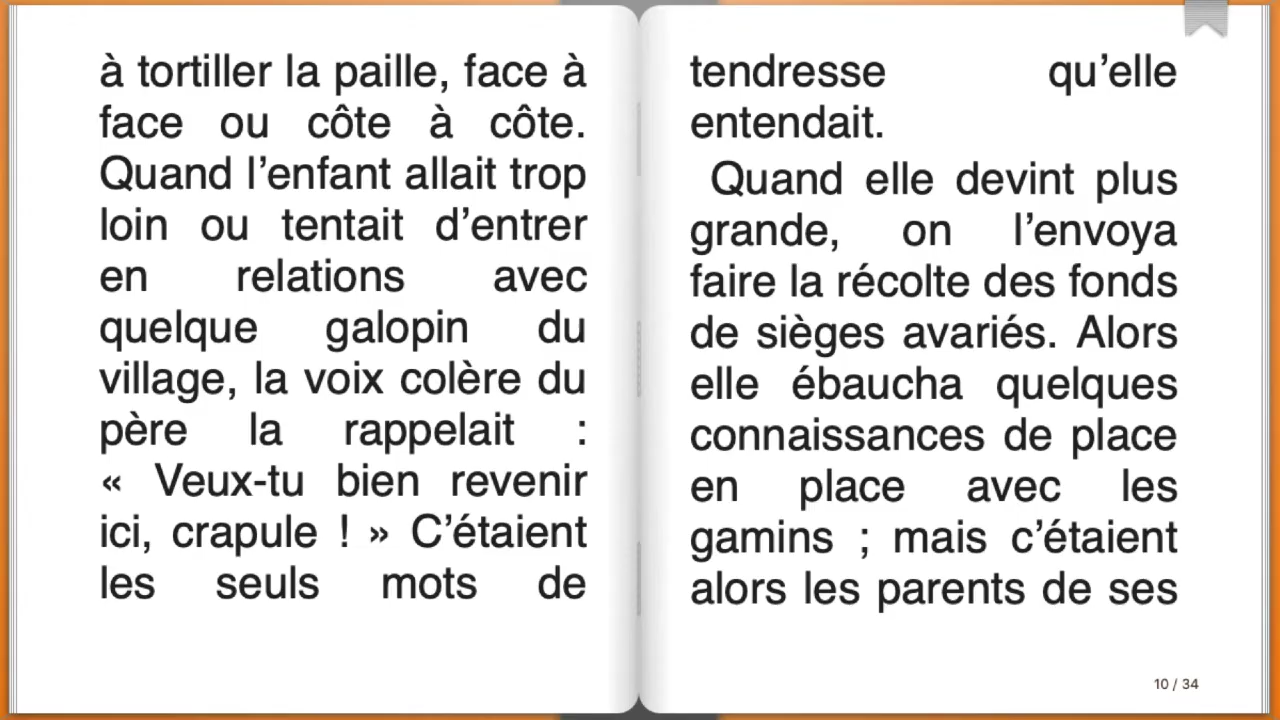 à tortiller la paille, face à
face ou côte à côte.
Quand l’enfant allait trop
loin ou tentait d’entrer
en relations avec
quelque galopin du
village, la voix colère du
père la rappelait :
« Veux-tu bien revenir
ici, crapule ! » C’étaient
les seuls mots de
tendresse qu’elle
entendait.
Quand elle devint plus
grande, on l’envoya
faire la récolte des fonds
de sièges avariés. Alors
elle ébaucha quelques
connaissances de place
en place avec les
gamins ; mais c’étaient
alors les parents de ses
10 / 34